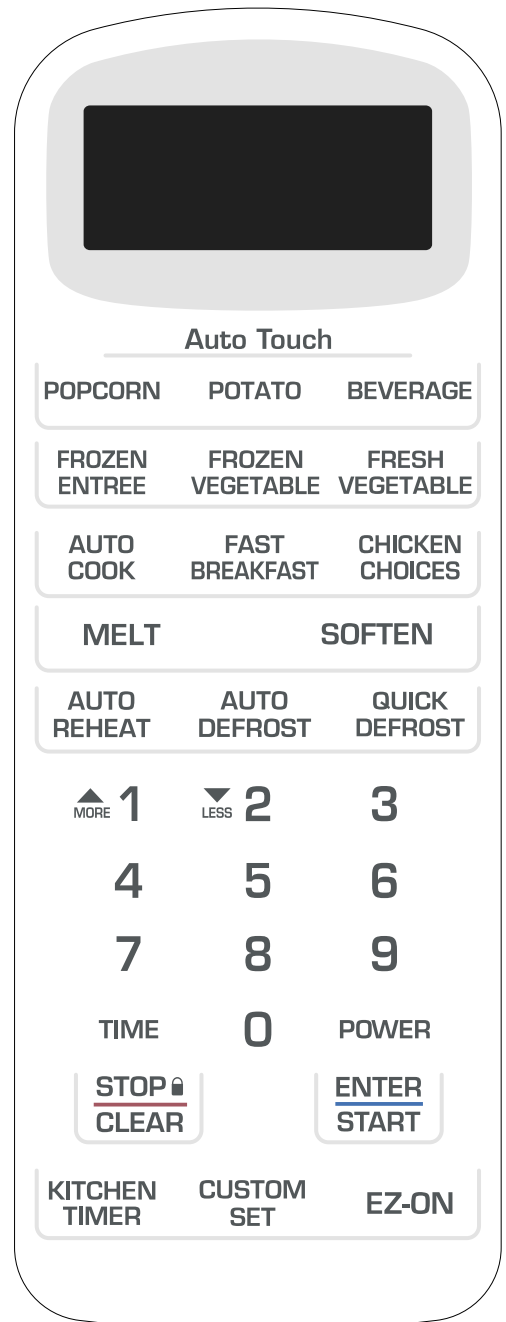 Auto Touch
POPCORN POTATO BEVERAGE
FROZEN ENTREE FROZEN VEGETABLE FRESH VEGETABLE
AUTO COOK FAST BREAKFAST CHICKEN CHOICES
MELT SOFTEN
AUTO REHEAT AUTO DEFROST QUICK DEFROST
MORE 1 LESS 2 3
4 5 6
7 8 9
TIME 0 POWER
STOP CLEAR ENTER START
KITCHEN TIMER CUSTOM SET EZ-ON